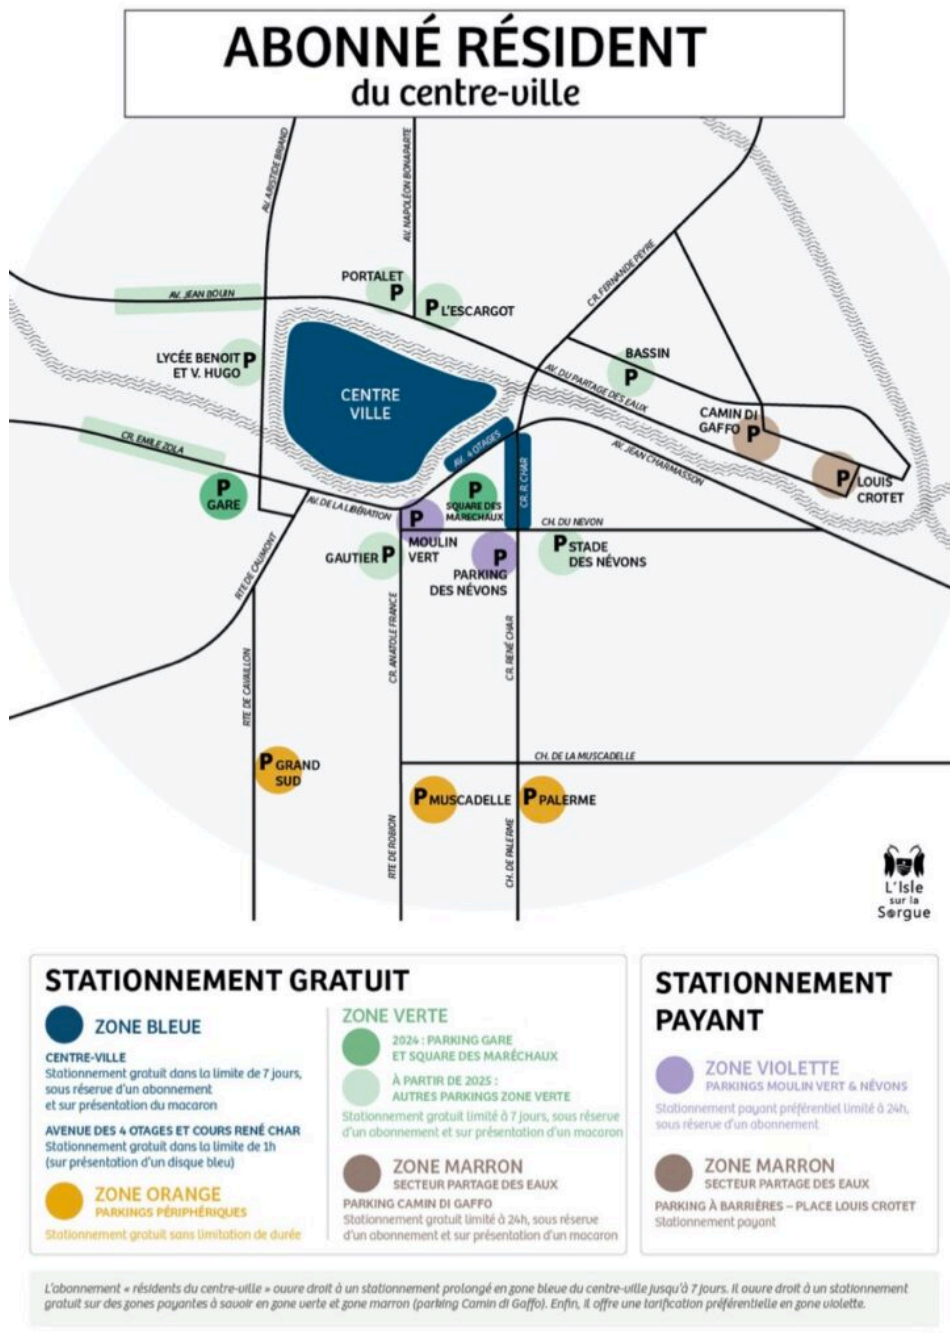 ABONNÉ RÉSIDENT
du centre-ville
AV. ARISTIDE BRIAND
AV. NAPOLÉON BONAPARTE
CR. FERNANDE PEYRE
PORTALET
P
P L'ESCARGOT
AV. JEAN BOUIN
LYCÉE BENOIT P
ET V. HUGO
CENTRE
VILLE
BASSIN
P
AV. DU PARTAGE DES EAUX
CAMIN DI
GAFFO P
P LOUIS
CROTET
CR. EMILE ZOLA
AV. 4 OTAGES
CR. R. CHAR
AV. JEAN CHARMASSON
P
GARE
AV. DE LA LIBÉRATION
P
SQUARE DES
MARECHAUX
P
MOULIN
VERT
CH. DU NEVON
GAUTIER P
P
PARKING
DES NÉVONS
P STADE
DES NÉVONS
RTE DE CAUMONT
CR. ANATOLE FRANCE
CR. RENÉ CHAR
RTE DE CAVAILLON
P GRAND
SUD
CH. DE LA MUSCADELLE
P MUSCADELLE
P PALERME
RTE DE ROBION
CH. DE PALERME
L'Isle
sur la
Sorgue
STATIONNEMENT GRATUIT
ZONE BLEUE
CENTRE-VILLE
Stationnement gratuit dans la limite de 7 jours,
sous réserve d'un abonnement
et sur présentation du macaron
AVENUE DES 4 OTAGES ET COURS RENÉ CHAR
Stationnement gratuit dans la limite de 1h
(sur présentation d'un disque bleu)
ZONE ORANGE
PARKINGS PÉRIPHÉRIQUES
Stationnement gratuit sans limitation de durée
ZONE VERTE
2024 : PARKING GARE
ET SQUARE DES MARÉCHAUX
À PARTIR DE 2025 :
AUTRES PARKINGS ZONE VERTE
Stationnement gratuit limité à 7 jours, sous réserve
d'un abonnement et sur présentation d'un macaron
ZONE MARRON
SECTEUR PARTAGE DES EAUX
PARKING CAMIN DI GAFFO
Stationnement gratuit limité à 24h, sous réserve
d'un abonnement et sur présentation d'un macaron
STATIONNEMENT
PAYANT
ZONE VIOLETTE
PARKINGS MOULIN VERT & NÉVONS
Stationnement payant préférentiel limité à 24h,
sous réserve d'un abonnement
ZONE MARRON
SECTEUR PARTAGE DES EAUX
PARKING À BARRIÈRES – PLACE LOUIS CROTET
Stationnement payant
L'abonnement « résidents du centre-ville » ouvre droit à un stationnement prolongé en zone bleue du centre-ville jusqu'à 7 jours. Il ouvre droit à un stationnement
gratuit sur des zones payantes à savoir en zone verte et zone marron (parking Camin di Gaffo). Enfin, il offre une tarification préférentielle en zone violette.